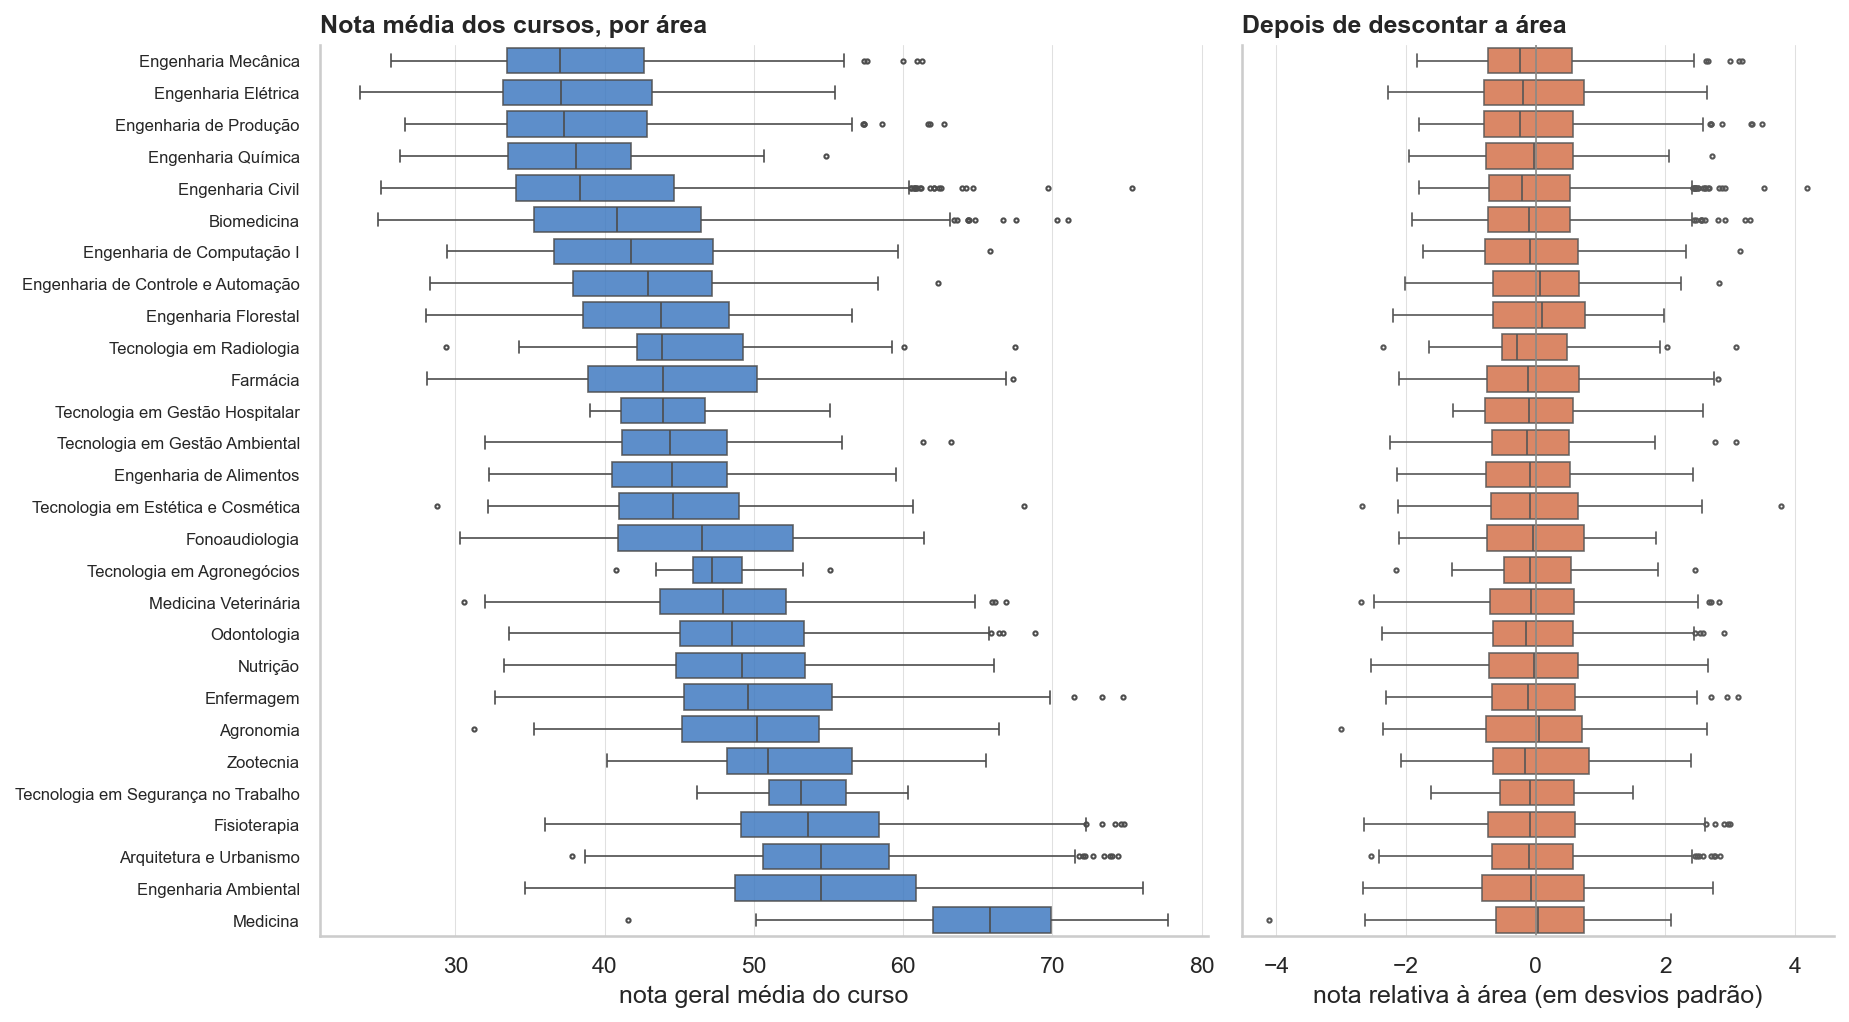 Nota média dos cursos, por área
Depois de descontar a área
Engenharia Mecânica
Engenharia Elétrica
Engenharia de Produção
Engenharia Química
Engenharia Civil
Biomedicina
Engenharia de Computação I
Engenharia de Controle e Automação
Engenharia Florestal
Tecnologia em Radiologia
Farmácia
Tecnologia em Gestão Hospitalar
Tecnologia em Gestão Ambiental
Engenharia de Alimentos
Tecnologia em Estética e Cosmética
Fonoaudiologia
Tecnologia em Agronegócios
Medicina Veterinária
Odontologia
Nutrição
Enfermagem
Agronomia
Zootecnia
Tecnologia em Segurança no Trabalho
Fisioterapia
Arquitetura e Urbanismo
Engenharia Ambiental
Medicina
30 40 50 60 70 80
−4 −2 0 2 4
nota geral média do curso
nota relativa à área (em desvios padrão)